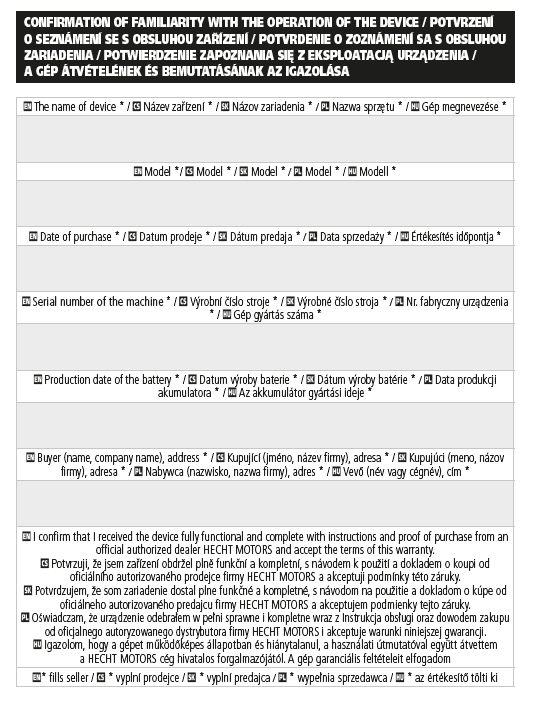 CONFIRMATION OF FAMILIARITY WITH THE OPERATION OF THE DEVICE / POTVRZENÍ
O SEZNÁMENÍ SE S OBSLUHOU ZAŘÍZENÍ / POTVRDENIE O ZOZNÁMENÍ SA S OBSLUHOU
ZARIADENIA / POTWIERDZENIE ZAPOZNANIA SIĘ Z EKSPLOATACJĄ URZĄDZENIA /
A GÉP ÁTVÉTELÉNEK ÉS BEMUTATÁSÁNAK AZ IGAZOLÁSA
EN The name of device * / CS Název zařízení * / SK Názov zariadenia * / PL Nazwa sprzętu * / HU Gép megnevezése *
EN Model */ CS Model * / SK Model * / PL Model * / HU Modell *
EN Date of purchase * / CS Datum prodeje * / SK Dátum predaja * / PL Data sprzedaży * / HU Értékesítés időpontja *
EN Serial number of the machine * / CS Výrobní číslo stroje * / SK Výrobné číslo stroja * / PL Nr. fabryczny urządzenia
* / HU Gép gyártás száma *
EN Production date of the battery * / CS Datum výroby baterie * / SK Dátum výroby batérie * / PL Data produkcji
akumulatora * / HU Az akkumulátor gyártási ideje *
EN Buyer (name, company name), address * / CS Kupující (jméno, název firmy), adresa * / SK Kupujúci (meno, názov
firmy), adresa * / PL Nabywca (nazwisko, nazwa firmy), adres * / HU Vevő (név vagy cégnév), cím *
EN I confirm that I received the device fully functional and complete with instructions and proof of purchase from an
official authorized dealer HECHT MOTORS and accept the terms of this warranty.
CS Potvrzuji, že jsem zařízení obdržel plně funkční a kompletní, s návodem k použití a dokladem o koupi od
oficiálního autorizovaného prodejce firmy HECHT MOTORS a akceptuji podmínky této záruky.
SK Potvrdzujem, že som zariadenie dostal plne funkčné a kompletné, s návodom na použitie a dokladom o kúpe od
oficiálneho autorizovaného predajcu firmy HECHT MOTORS a akceptujem podmienky tejto záruky.
PL Oświadczam, że urządzenie odebrałem w pełni sprawne i kompletne wraz z Instrukcja obsługi oraz dowodem zakupu
od oficjalnego autoryzowanego dystrybutora firmy HECHT MOTORS i akceptuje warunki niniejszej gwarancji.
HU Igazolom, hogy a gépet működőképes állapotban és hiánytalanul, a használati útmutatóval együtt átvettem
a HECHT MOTORS cég hivatalos forgalmazójától. A gép garanciális feltételeit elfogadom
EN * fills seller / CS * vyplní prodejce / SK * vyplní predajca / PL * wypełnia sprzedawca / HU * az értékesítő tölti ki